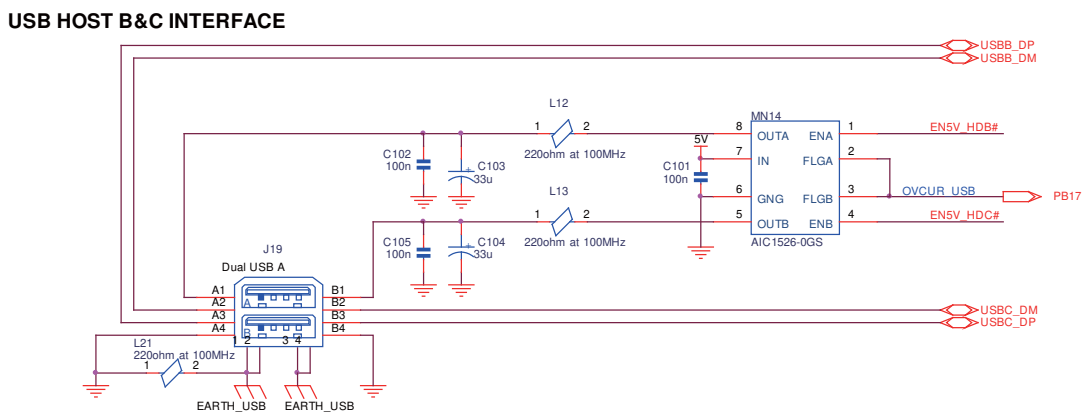 USB HOST B&C INTERFACE
USBB_DP
USBB_DM
L12
MN14
1 2
8 OUTA ENA 1 EN5V_HDB#
5V
7 IN FLGA 2
C102
100n
C103
33u
+
C101
100n
L13
6 GNG FLGB 3 OVCUR_USB PB17
220ohm at 100MHz
1 2
5 OUTB ENB 4 EN5V_HDC#
AIC1526-0GS
C105
100n
C104
33u
+
220ohm at 100MHz
J19
Dual USB A
A1 B1
A2 A B2 USBC_DM
A3 B3 USBC_DP
A4 B B4
1 2 3 4
L21
220ohm at 100MHz
1 2
EARTH_USB EARTH_USB